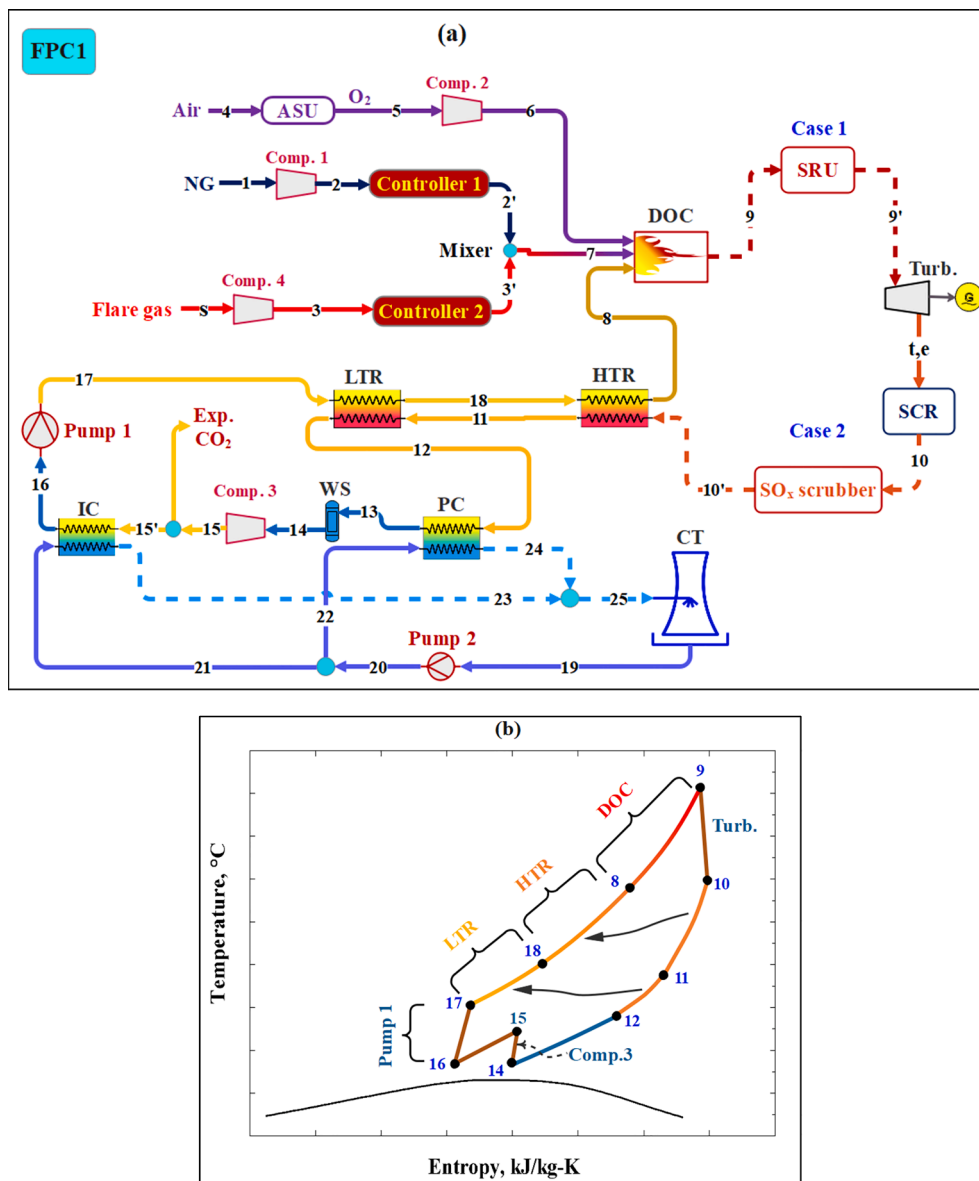 (a)
FPC1
Air 4 ASU O₂ 5 Comp. 2 6
Case 1
NG 1 Comp. 1 2 Controller 1 2'
DOC 9 SRU 9'
Mixer 7
Turb.
G
Flare gas s Comp. 4 3 Controller 2 3'
8
t,e
17 LTR 18 HTR
11
SCR
Pump 1
Exp.
CO₂
12
Case 2
10
16
10' SOₓ scrubber
IC 15' 15 Comp. 3 14 WS 13 PC
24
CT
23 25
22
Pump 2
21 20 19
(b)
9
DOC
Turb.
HTR
8
10
LTR
18
11
17
15
12
Pump 1
16
14
Comp.3
Temperature, °C
Entropy, kJ/kg-K